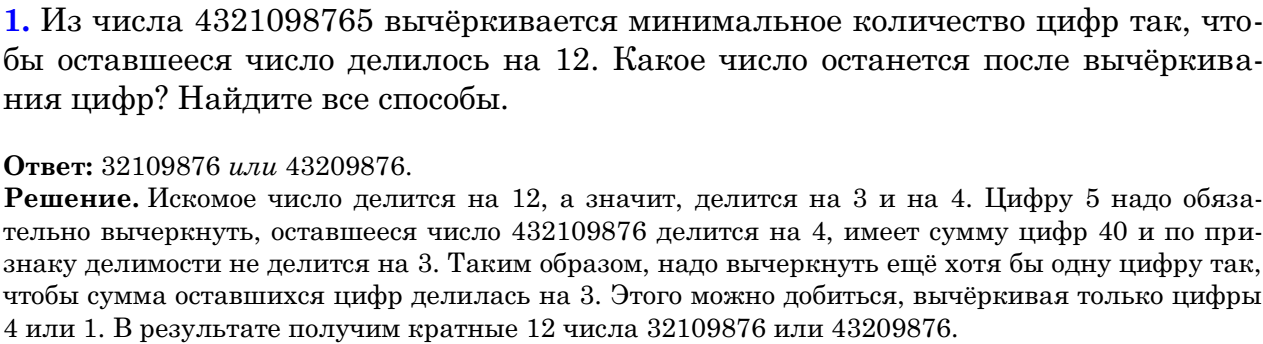 1. Из числа 4321098765 вычёркивается минимальное количество цифр так, что-
бы оставшееся число делилось на 12. Какое число останется после вычёркива-
ния цифр? Найдите все способы.
Ответ: 32109876 или 43209876.
Решение. Искомое число делится на 12, а значит, делится на 3 и на 4. Цифру 5 надо обяза-
тельно вычеркнуть, оставшееся число 432109876 делится на 4, имеет сумму цифр 40 и по при-
знаку делимости не делится на 3. Таким образом, надо вычеркнуть ещё хотя бы одну цифру так,
чтобы сумма оставшихся цифр делилась на 3. Этого можно добиться, вычёркивая только цифры
4 или 1. В результате получим кратные 12 числа 32109876 или 43209876.